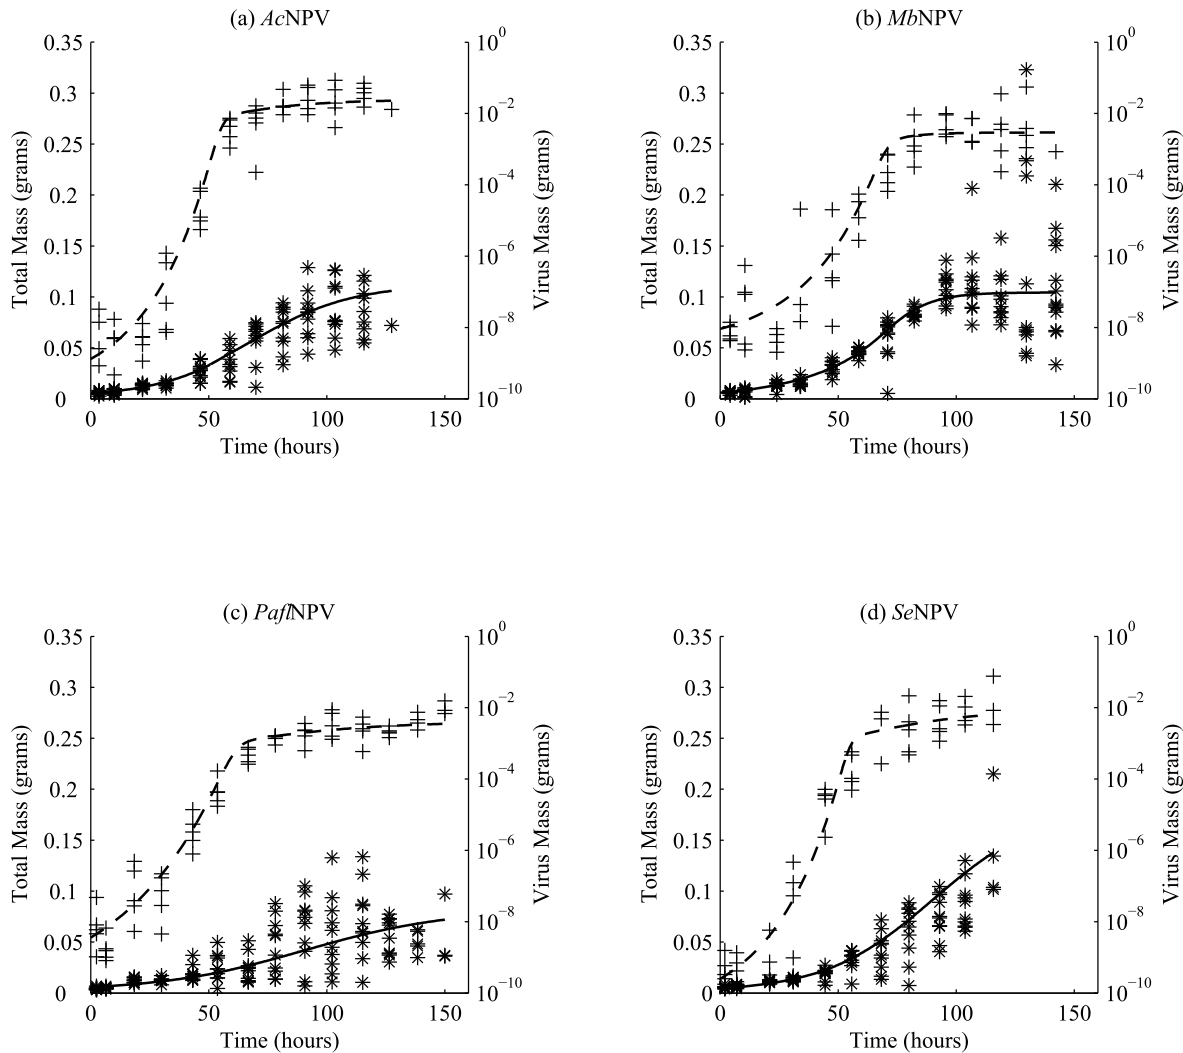 (a) AcNPV
Total Mass (grams)
0.35
0.3
0.25
0.2
0.15
0.1
0.05
0
10⁰
10⁻²
10⁻⁴
10⁻⁶
10⁻⁸
10⁻¹⁰
Virus Mass (grams)
0 50 100 150
Time (hours)
(b) MbNPV
Total Mass (grams)
0.35
0.3
0.25
0.2
0.15
0.1
0.05
0
10⁰
10⁻²
10⁻⁴
10⁻⁶
10⁻⁸
10⁻¹⁰
Virus Mass (grams)
0 50 100 150
Time (hours)
(c) PaflNPV
Total Mass (grams)
0.35
0.3
0.25
0.2
0.15
0.1
0.05
0
10⁰
10⁻²
10⁻⁴
10⁻⁶
10⁻⁸
10⁻¹⁰
Virus Mass (grams)
0 50 100 150
Time (hours)
(d) SeNPV
Total Mass (grams)
0.35
0.3
0.25
0.2
0.15
0.1
0.05
0
10⁰
10⁻²
10⁻⁴
10⁻⁶
10⁻⁸
10⁻¹⁰
Virus Mass (grams)
0 50 100 150
Time (hours)